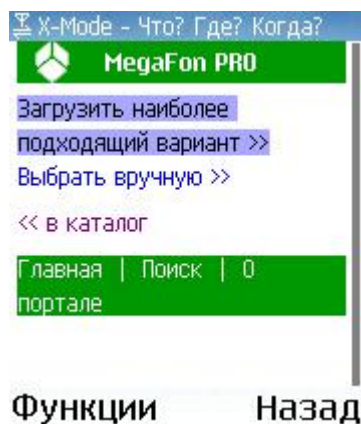 X-Mode - Что? Где? Когда?
MegaFon PRO
Загрузить наиболее
подходящий вариант >>
Выбрать вручную >>
<< в каталог
Главная | Поиск | О
портале
Функции Назад